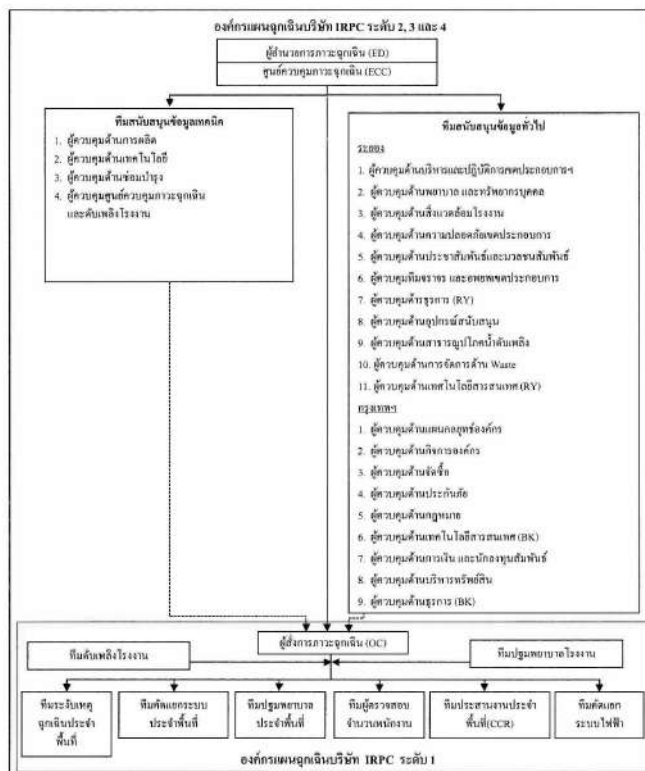 องค์กรแผนฉุกเฉินบริษัท IRPC ระดับ 2, 3 และ 4
ผู้อำนวยการภาวะฉุกเฉิน (ED)
ศูนย์ควบคุมภาวะฉุกเฉิน (ECC)
ทีมสนับสนุนข้อมูลเทคนิค
1. ผู้ควบคุมด้านการผลิต
2. ผู้ควบคุมด้านเทคโนโลยี
3. ผู้ควบคุมด้านซ่อมบำรุง
4. ผู้ควบคุมศูนย์ควบคุมภาวะฉุกเฉิน
และดับเพลิงโรงงาน
ทีมสนับสนุนข้อมูลทั่วไป
ระยอง
1. ผู้ควบคุมด้านบริหารและปฏิบัติการเขตประกอบการฯ
2. ผู้ควบคุมด้านพยาบาล และทรัพยากรบุคคล
3. ผู้ควบคุมด้านสิ่งแวดล้อมโรงงาน
4. ผู้ควบคุมด้านความปลอดภัยเขตประกอบการ
5. ผู้ควบคุมด้านประชาสัมพันธ์และมวลชนสัมพันธ์
6. ผู้ควบคุมทีมจราจร และอพยพเขตประกอบการ
7. ผู้ควบคุมด้านธุรการ (RY)
8. ผู้ควบคุมด้านอุปกรณ์สนับสนุน
9. ผู้ควบคุมด้านสาธารณูปโภคน้ำดับเพลิง
10. ผู้ควบคุมด้านการจัดการด้าน Waste
11. ผู้ควบคุมด้านเทคโนโลยีสารสนเทศ (RY)
กรุงเทพฯ
1. ผู้ควบคุมด้านแผนกลยุทธ์องค์กร
2. ผู้ควบคุมด้านกิจการองค์กร
3. ผู้ควบคุมด้านจัดซื้อ
4. ผู้ควบคุมด้านประกันภัย
5. ผู้ควบคุมด้านกฎหมาย
6. ผู้ควบคุมด้านเทคโนโลยีสารสนเทศ (BK)
7. ผู้ควบคุมด้านการเงิน และนักลงทุนสัมพันธ์
8. ผู้ควบคุมด้านบริหารทรัพย์สิน
9. ผู้ควบคุมด้านธุรการ (BK)
ผู้สั่งการภาวะฉุกเฉิน (OC)
ทีมดับเพลิงโรงงาน
ทีมปฐมพยาบาลโรงงาน
ทีมระงับเหตุ
ฉุกเฉินประจำ
พื้นที่
ทีมตัดแยกระบบ
ประจำพื้นที่
ทีมปฐมพยาบาล
ประจำพื้นที่
ทีมผู้ตรวจสอบ
จำนวนพนักงาน
ทีมประสานงานประจำ
พื้นที่(CCR)
ทีมตัดแยก
ระบบไฟฟ้า
องค์กรแผนฉุกเฉินบริษัท IRPC ระดับ 1